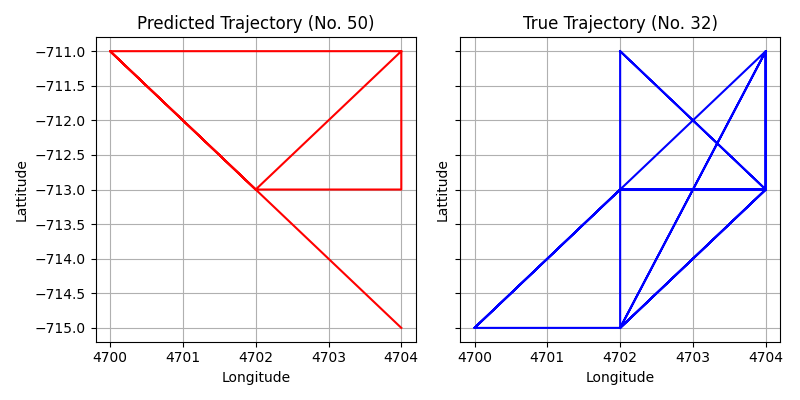 Predicted Trajectory (No. 50)
True Trajectory (No. 32)
−711.0
−711.5
−712.0
−712.5
−713.0
−713.5
−714.0
−714.5
−715.0
Lattitude
Lattitude
4700 4701 4702 4703 4704
4700 4701 4702 4703 4704
Longitude
Longitude